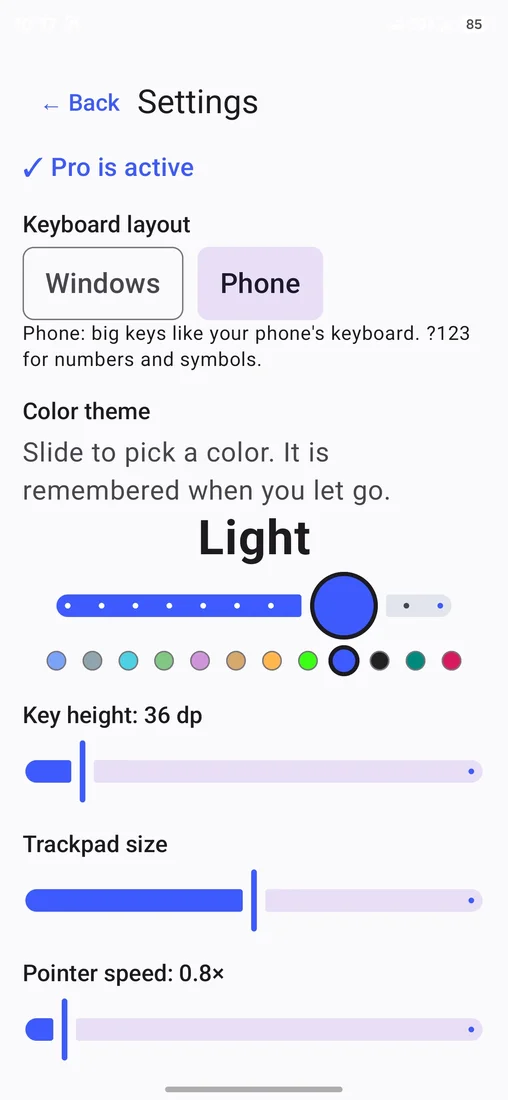 85
← Back Settings
✓ Pro is active
Keyboard layout
Windows Phone
Phone: big keys like your phone's keyboard. ?123
for numbers and symbols.
Color theme
Slide to pick a color. It is
remembered when you let go.
Light
Key height: 36 dp
Trackpad size
Pointer speed: 0.8×